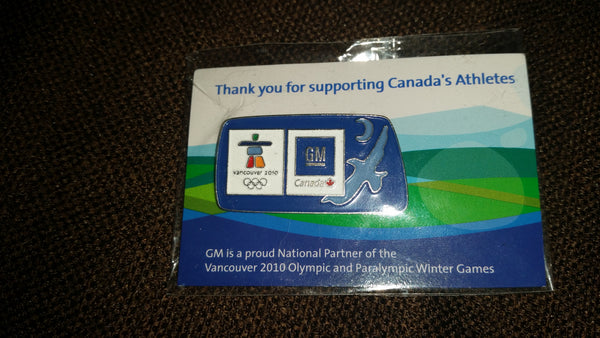 Thank you for supporting Canada's Athletes
vancouver 2010
GM
Canada
GM is a proud National Partner of the
Vancouver 2010 Olympic and Paralympic Winter Games